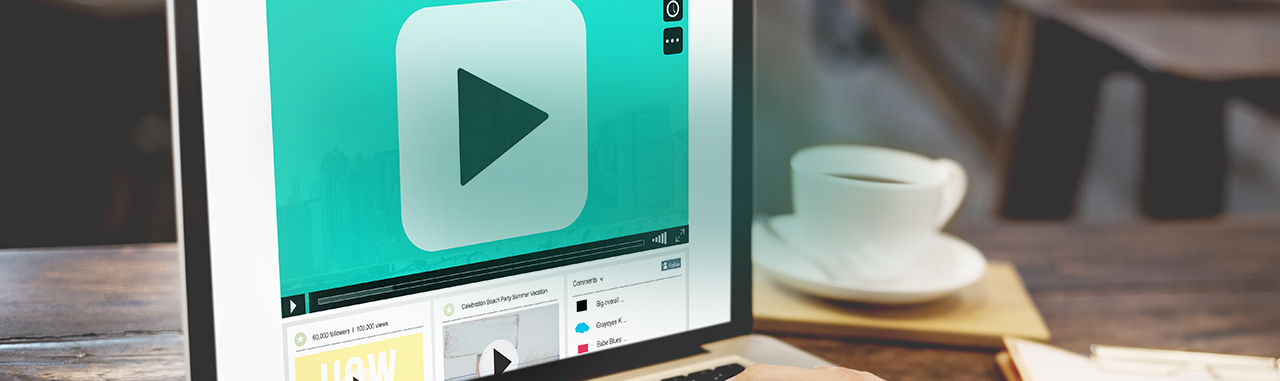 60,000 followers I 100,000 views
HOW
Celebration Beach Party Summer Vacation
Comments
Follow
Big overall ...
Grayeyes K ...
Babe Blues ...